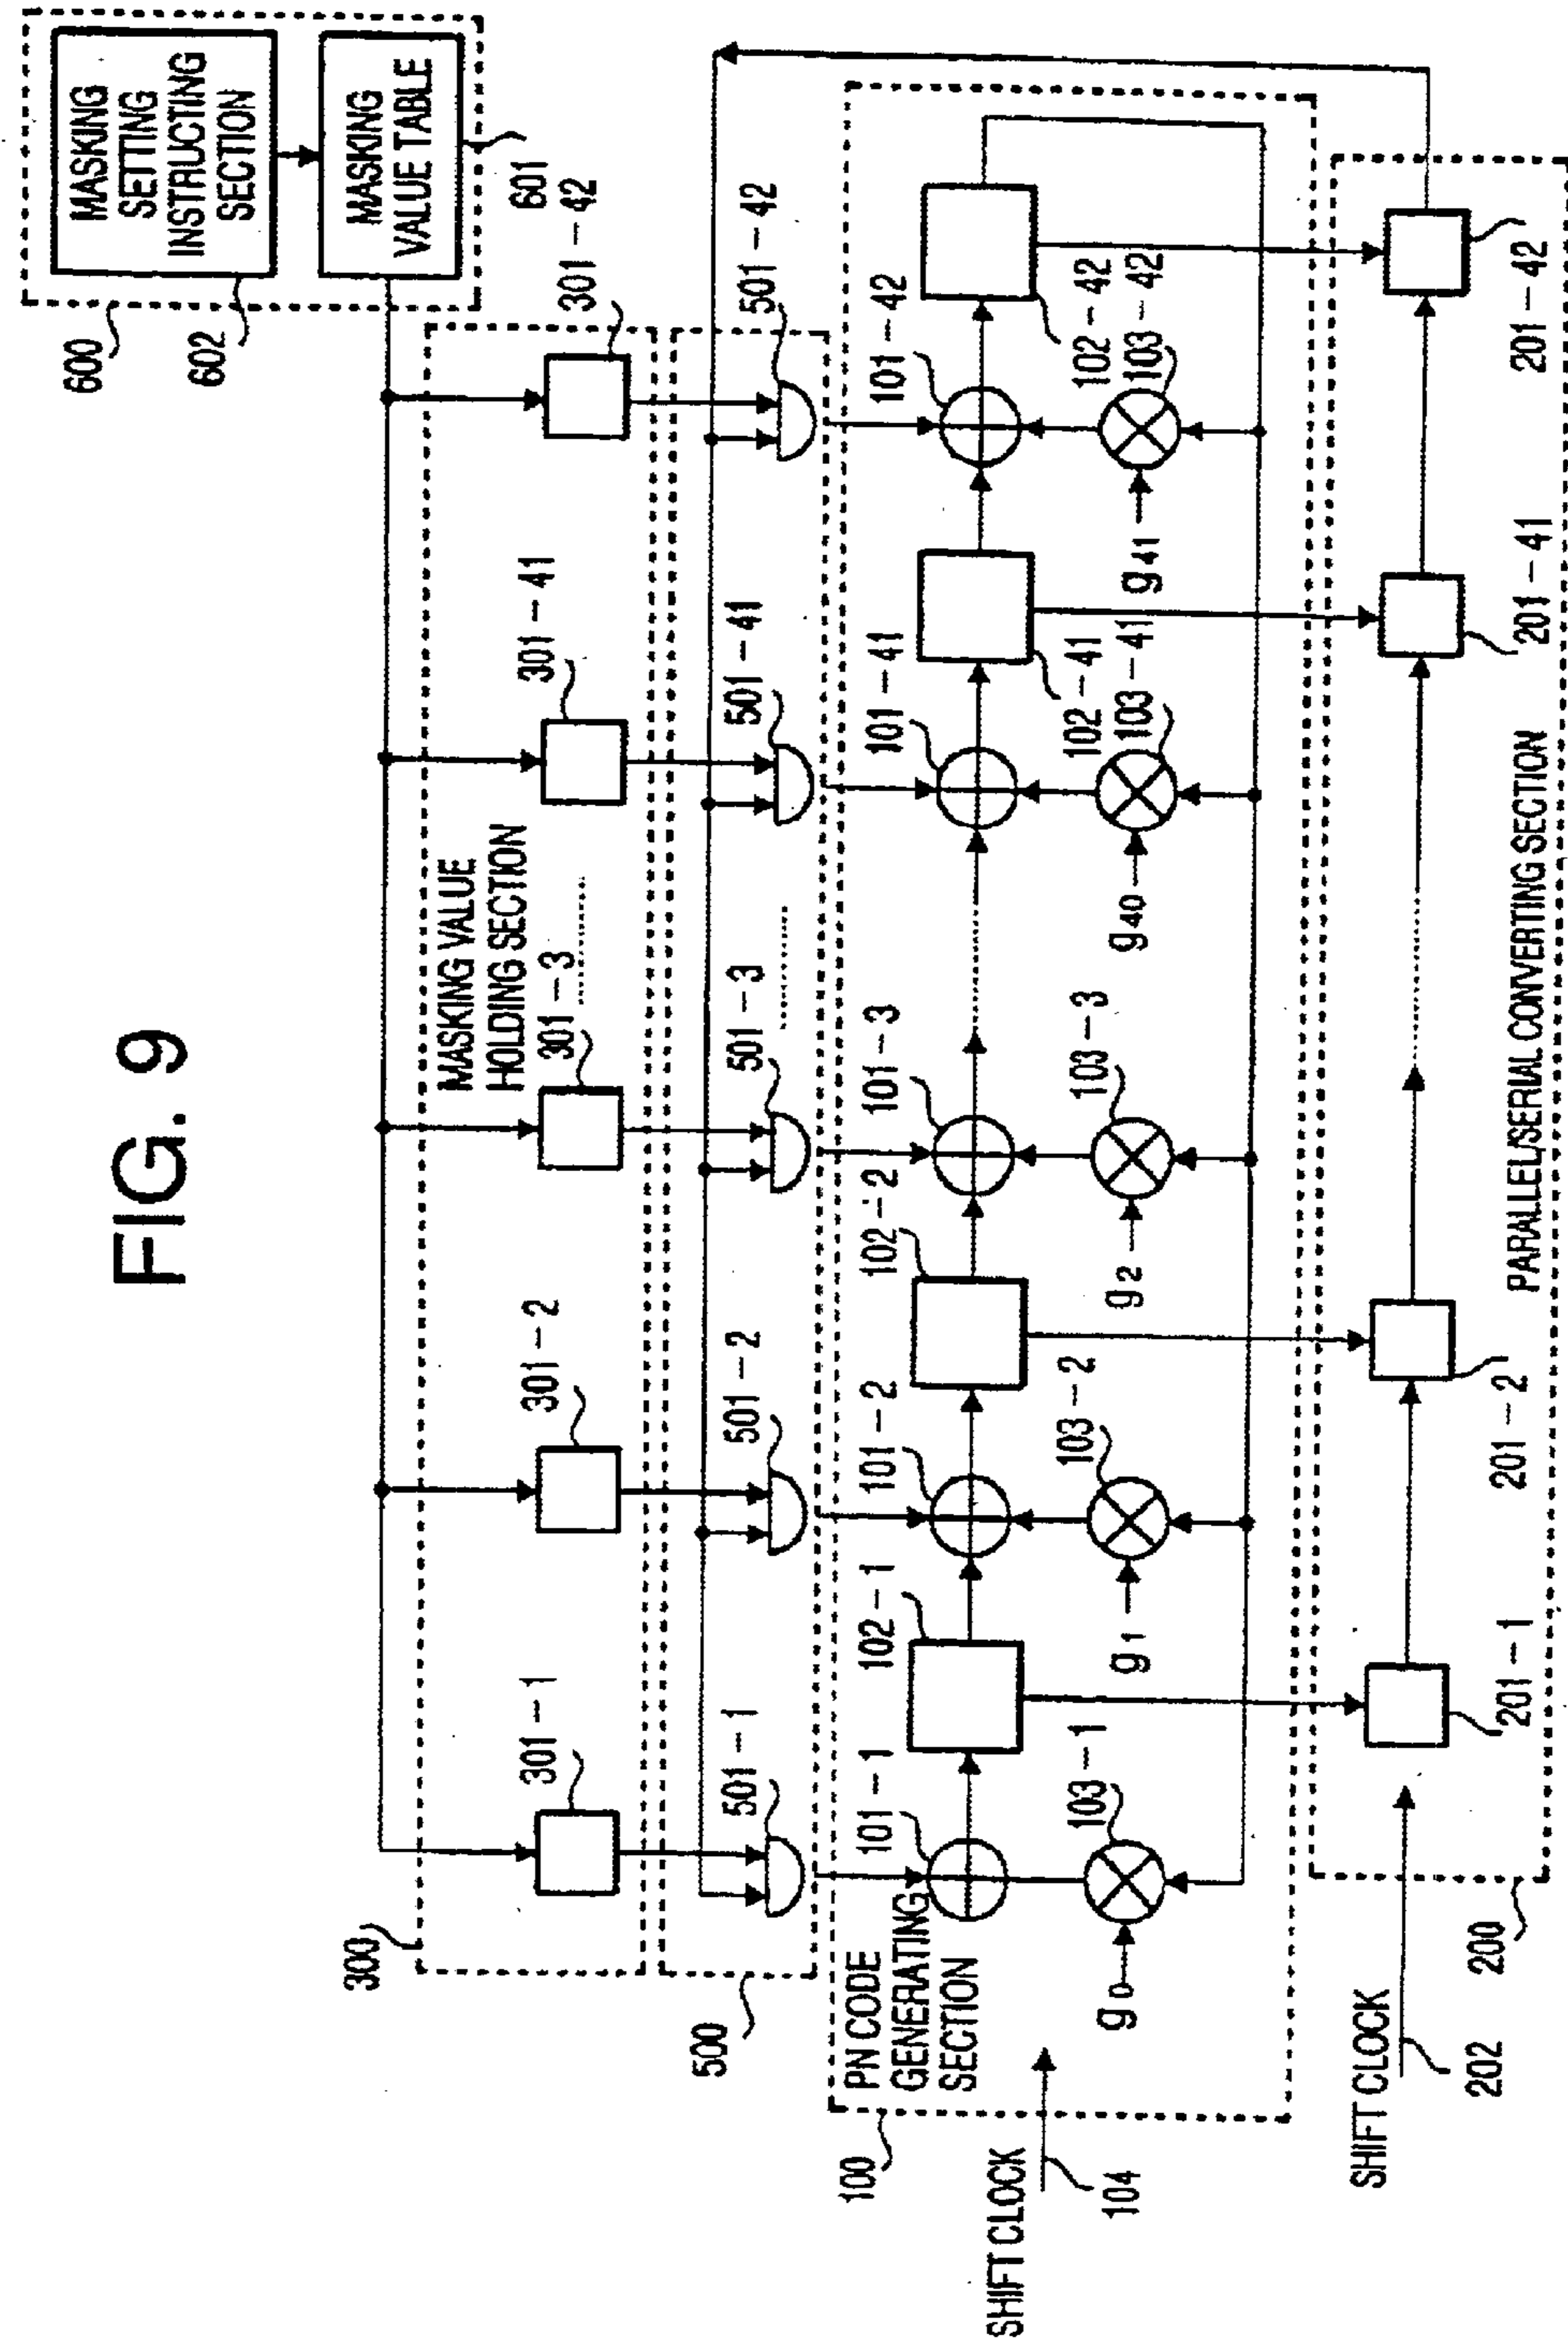 FIG. 9
MASKING
SETTING
INSTRUCTING
SECTION
MASKING
VALUE TABLE
600
602
601
300
301-1
301-2
301-3
301-41
301-42
MASKING VALUE
HOLDING SECTION
500
501-1
501-2
501-3
501-41
501-42
100
PN CODE
GENERATING
SECTION
101-1
102-1
101-2
102-2
101-3
101-41
102-41
101-42
102-42
103-1
103-2
103-3
103-41
103-42
g0
g1
g2
g40
g41
SHIFT CLOCK
104
SHIFT CLOCK
202
200
201-1
201-2
201-41
201-42
PARALLEL/SERIAL CONVERTING SECTION